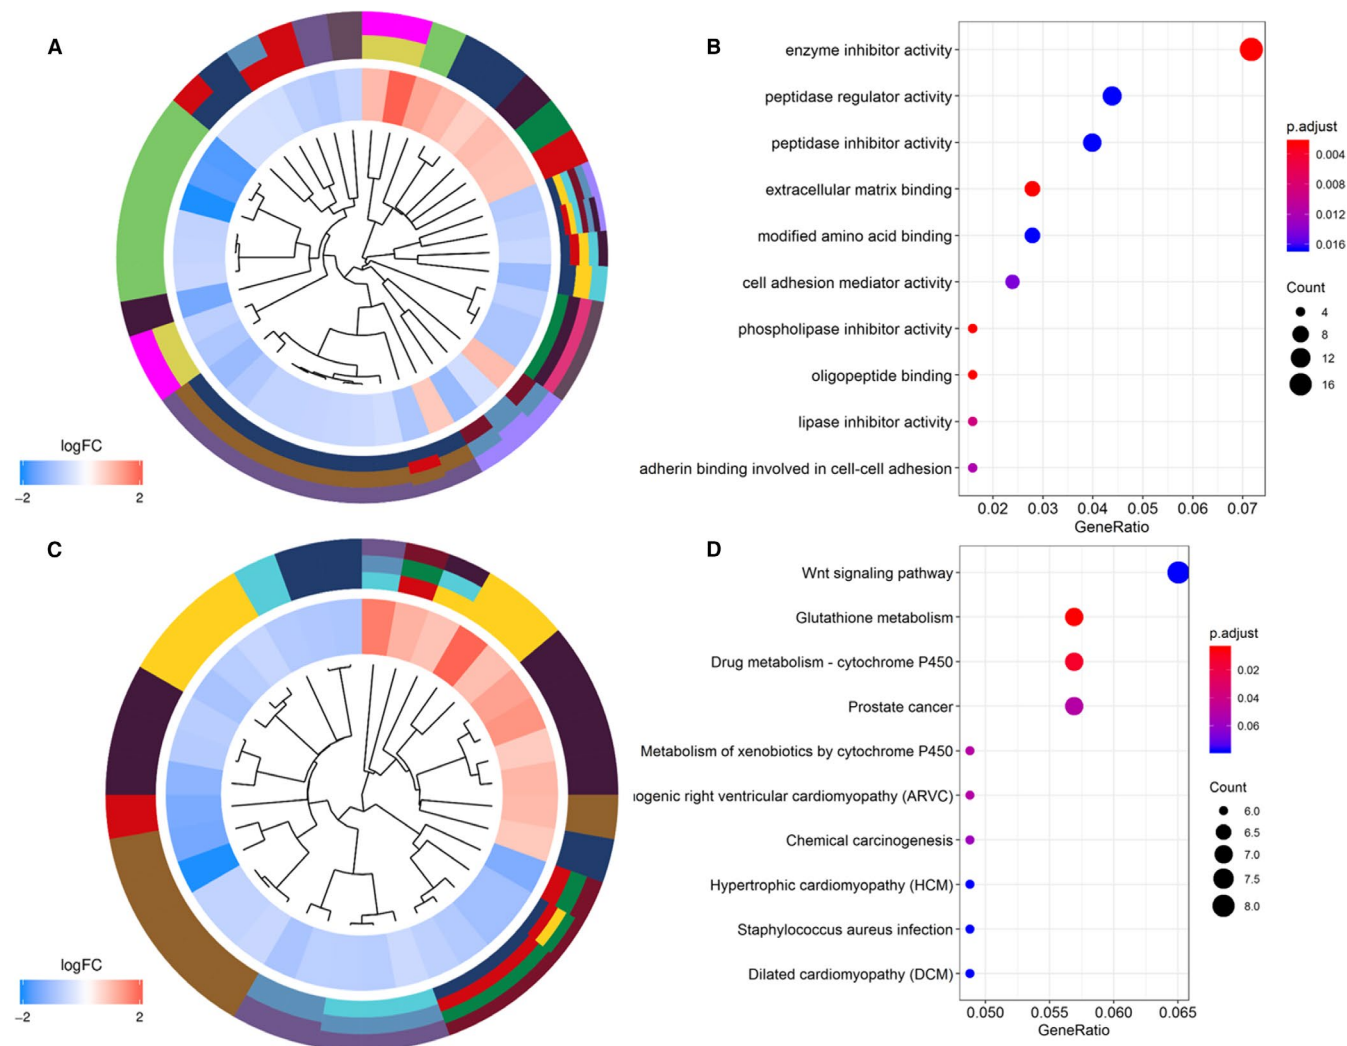 A
logFC
−2 2
B
enzyme inhibitor activity
peptidase regulator activity
peptidase inhibitor activity
extracellular matrix binding
modified amino acid binding
cell adhesion mediator activity
phospholipase inhibitor activity
oligopeptide binding
lipase inhibitor activity
adherin binding involved in cell-cell adhesion
0.02 0.03 0.04 0.05 0.06 0.07
GeneRatio
p.adjust
0.004
0.008
0.012
0.016
Count
4
8
12
16
C
logFC
−2 2
D
Wnt signaling pathway
Glutathione metabolism
Drug metabolism - cytochrome P450
Prostate cancer
Metabolism of xenobiotics by cytochrome P450
ogenic right ventricular cardiomyopathy (ARVC)
Chemical carcinogenesis
Hypertrophic cardiomyopathy (HCM)
Staphylococcus aureus infection
Dilated cardiomyopathy (DCM)
0.050 0.055 0.060 0.065
GeneRatio
p.adjust
0.02
0.04
0.06
Count
6.0
6.5
7.0
7.5
8.0